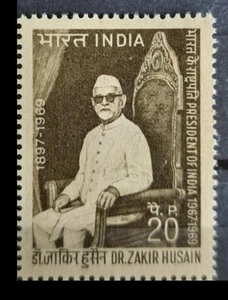 भारत INDIA
1897-1969
भारत के राष्ट्रपति PRESIDENT OF INDIA 1967-1969
पै. P.
20
डा. ज़ाकिर हुसैन DR. ZAKIR HUSAIN